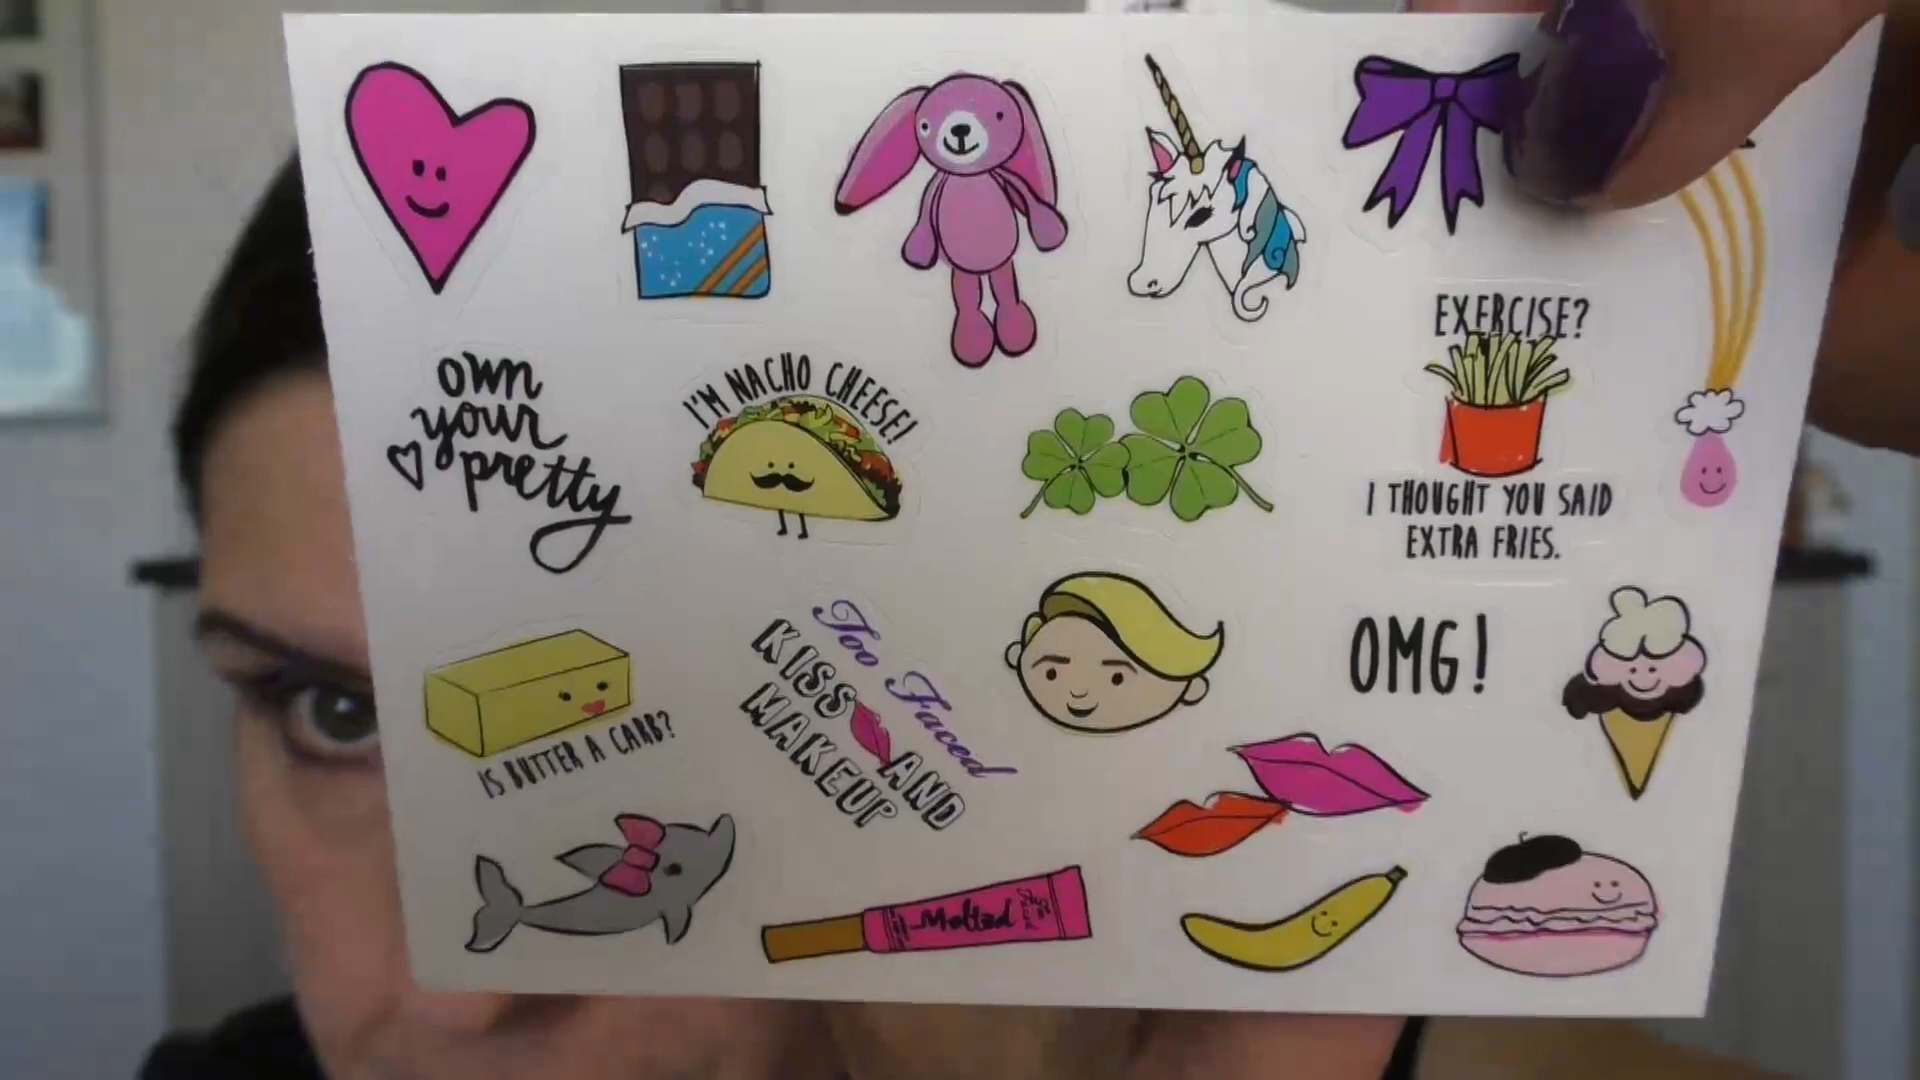 EXERCISE?
I THOUGHT YOU SAID
EXTRA FRIES.
own
your
pretty
I'M NACHO CHEESE!
IS BUTTER A CARB?
Too Faced
KISS AND
MAKEUP
OMG!
Melted